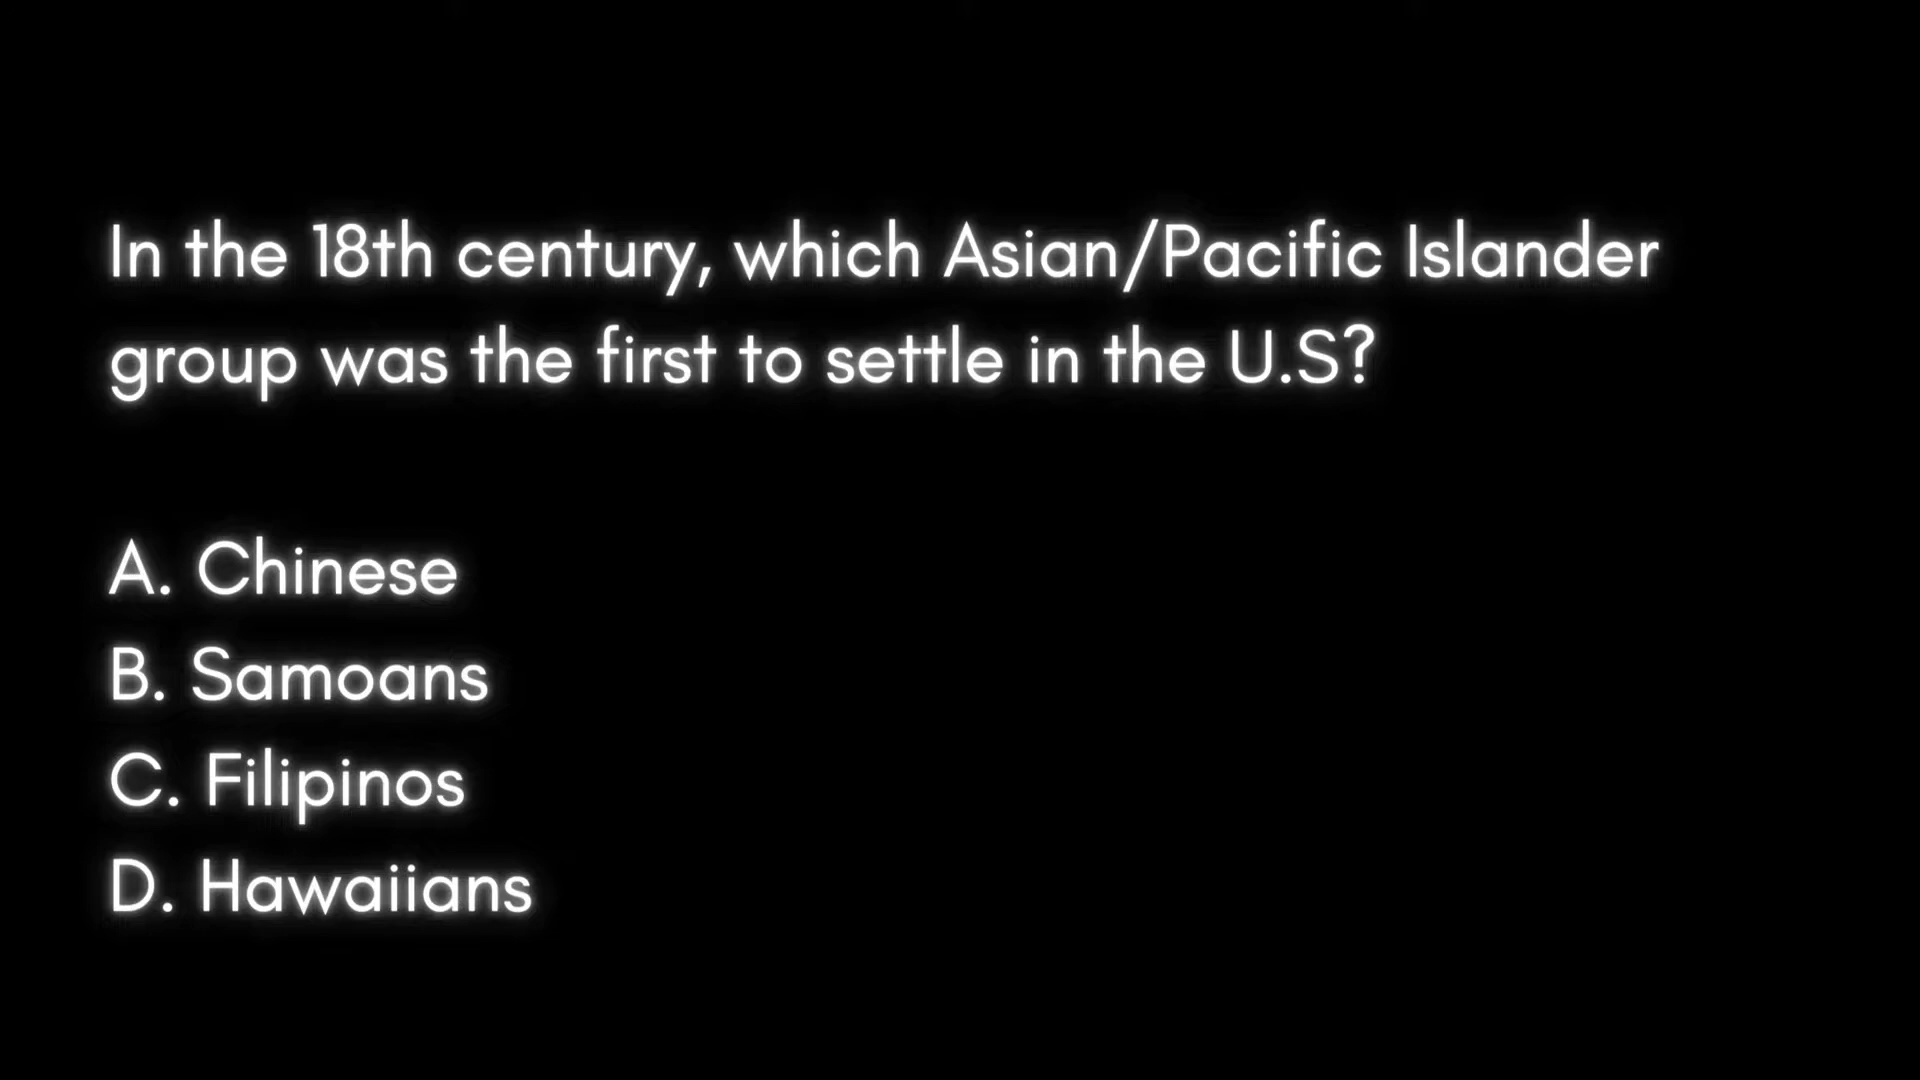 In the 18th century, which Asian/Pacific Islander
group was the first to settle in the U.S?
A. Chinese
B. Samoans
C. Filipinos
D. Hawaiians